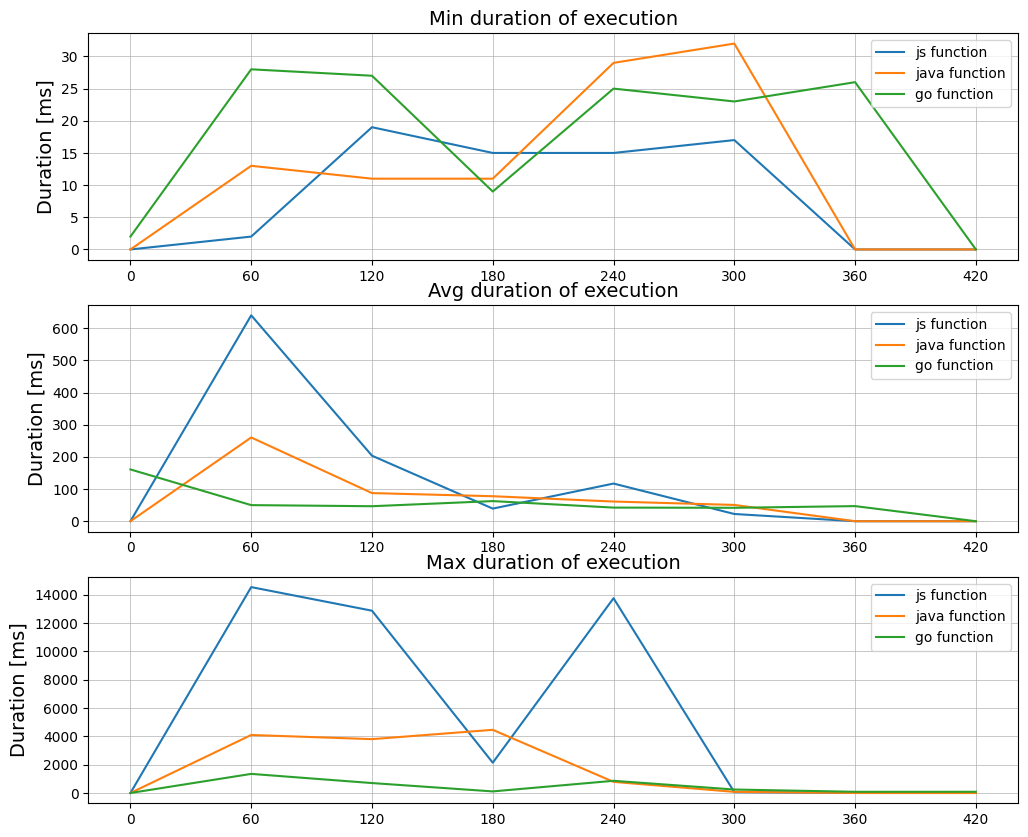 Min duration of execution
Duration [ms]
30
25
20
15
10
5
0
js function
java function
go function
0 60 120 180 240 300 360 420
Avg duration of execution
Duration [ms]
600
500
400
300
200
100
0
js function
java function
go function
0 60 120 180 240 300 360 420
Max duration of execution
Duration [ms]
14000
12000
10000
8000
6000
4000
2000
0
js function
java function
go function
0 60 120 180 240 300 360 420